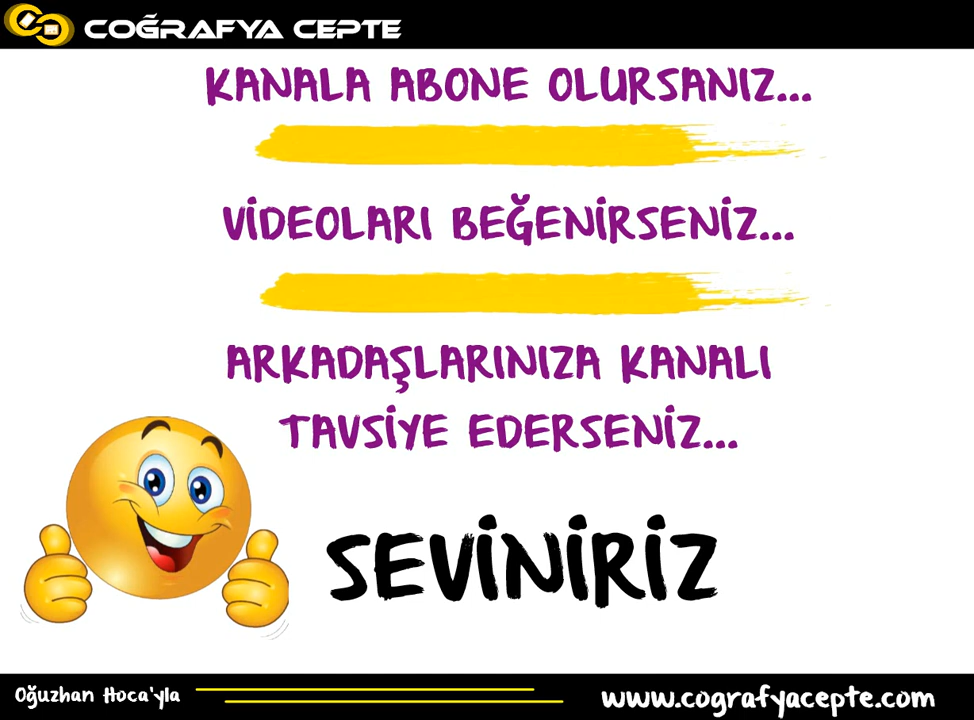 COĞRAFYA CEPTE
KANALA ABONE OLURSANIZ...
VİDEOLARI BEĞENİRSENİZ...
ARKADAŞLARINIZA KANALI
TAVSİYE EDERSENİZ...
SEVİNİRİZ
Oğuzhan Hoca'yla
www.cografyacepte.com